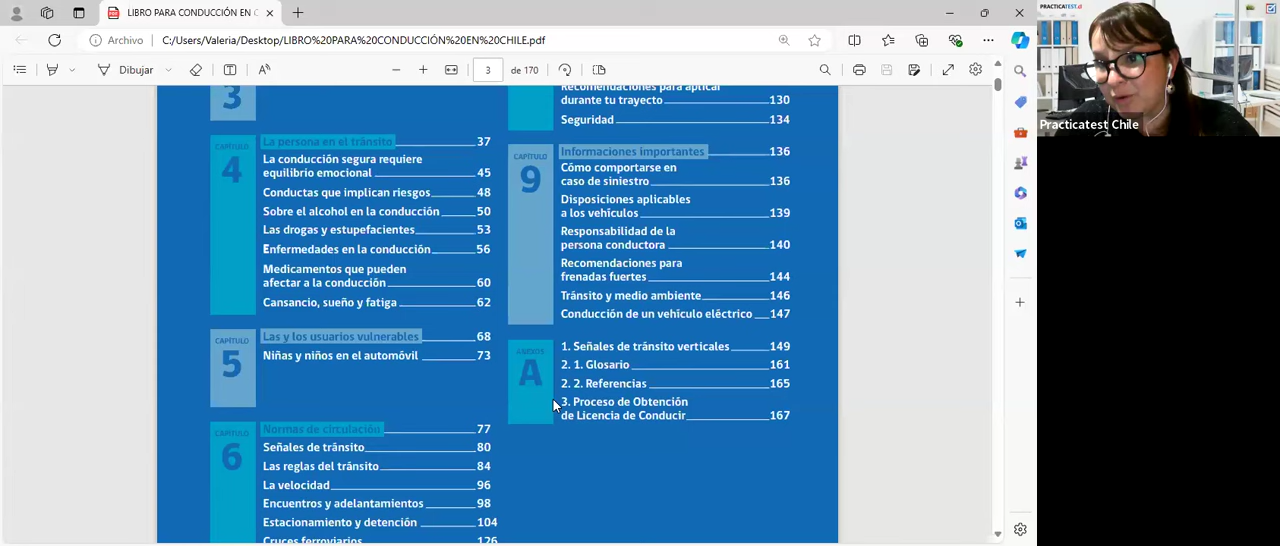 LIBRO PARA CONDUCCIÓN EN C
Archivo
C:/Users/Valeria/Desktop/LIBRO%20PARA%20CONDUCCIÓN%20EN%20CHILE.pdf
Dibujar
3
de 170
PRACTICATEST.cl
Practicatest Chile
3
CAPÍTULO
4
La persona en el tránsito 37
La conducción segura requiere
equilibrio emocional 45
Conductas que implican riesgos 48
Sobre el alcohol en la conducción 50
Las drogas y estupefacientes 53
Enfermedades en la conducción 56
Medicamentos que pueden
afectar a la conducción 60
Cansancio, sueño y fatiga 62
CAPÍTULO
5
Las y los usuarios vulnerables 68
Niñas y niños en el automóvil 73
CAPÍTULO
6
Normas de circulación 77
Señales de tránsito 80
Las reglas del tránsito 84
La velocidad 96
Encuentros y adelantamientos 98
Estacionamiento y detención 104
Cruces ferroviarios 126
Recomendaciones para aplicar
durante tu trayecto 130
Seguridad 134
CAPÍTULO
9
Informaciones importantes 136
Cómo comportarse en
caso de siniestro 136
Disposiciones aplicables
a los vehículos 139
Responsabilidad de la
persona conductora 140
Recomendaciones para
frenadas fuertes 144
Tránsito y medio ambiente 146
Conducción de un vehículo eléctrico 147
ANEXOS
A
1. Señales de tránsito verticales 149
2. 1. Glosario 161
2. 2. Referencias 165
3. Proceso de Obtención
de Licencia de Conducir 167